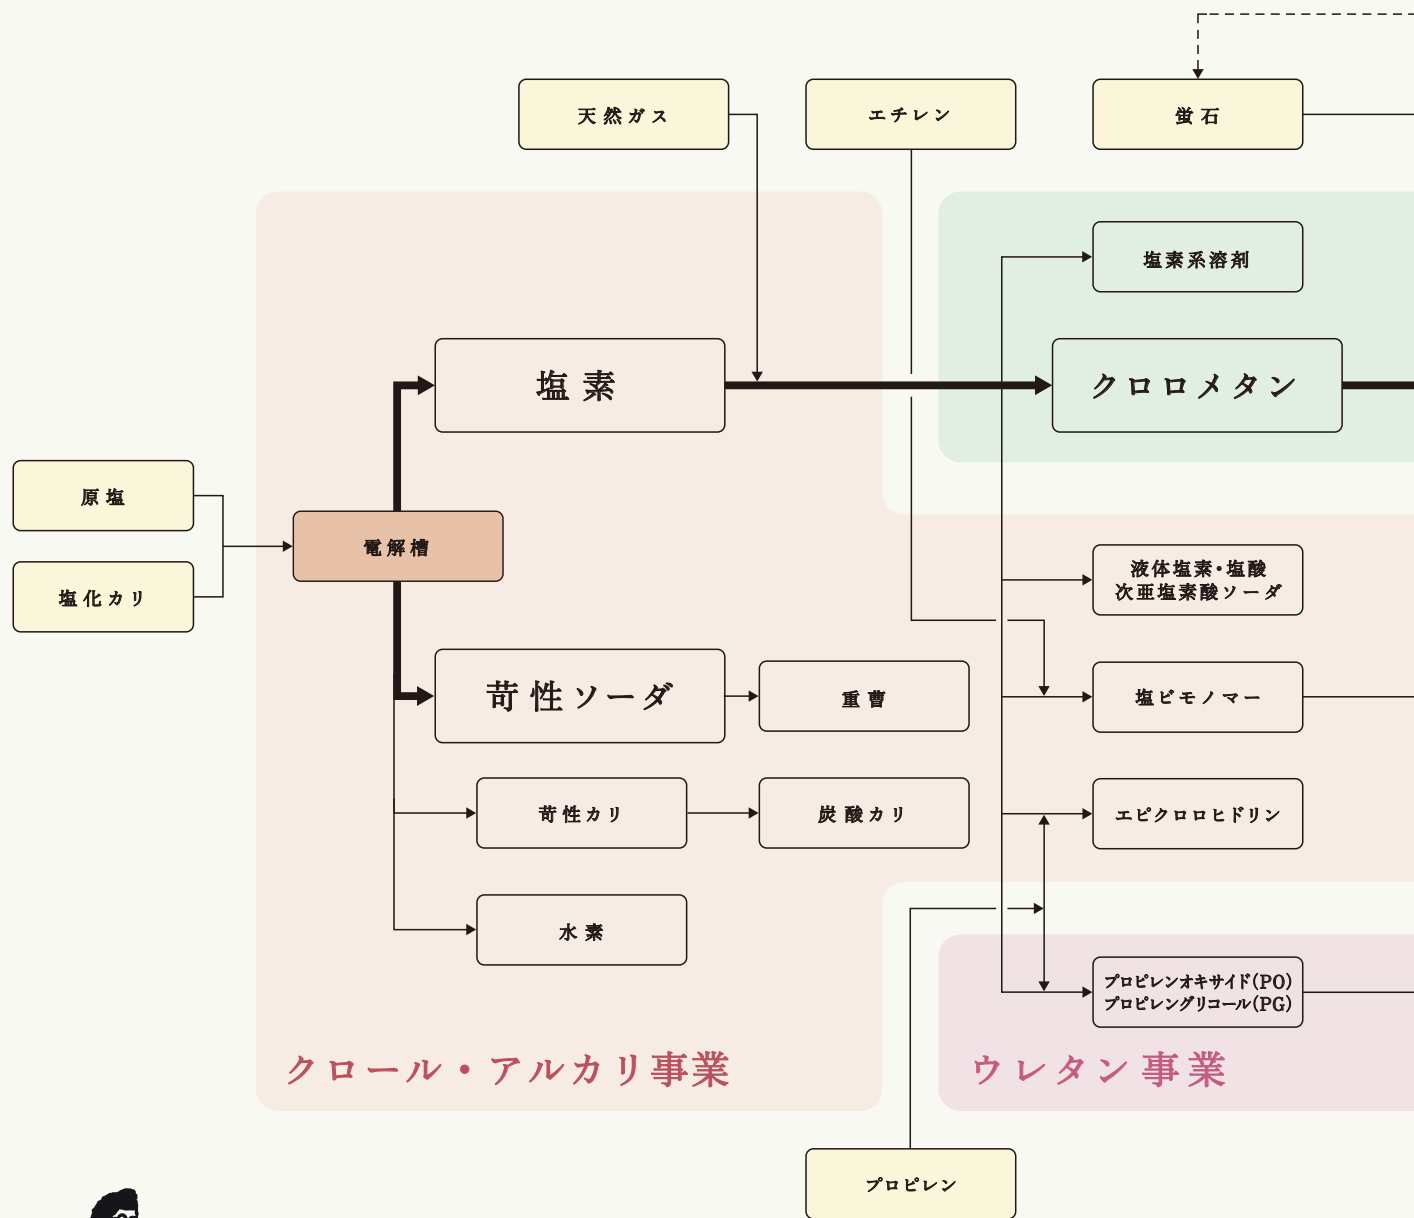 天然ガス
エチレン
蛍石
塩素系溶剤
塩素
クロロメタン
原塩
塩化カリ
電解槽
液体塩素・塩酸
次亜塩素酸ソーダ
苛性ソーダ
重曹
塩ビモノマー
苛性カリ
炭酸カリ
エピクロロヒドリン
水素
プロピレンオキサイド(PO)
プロピレングリコール(PG)
クロール・アルカリ事業
ウレタン事業
プロピレン